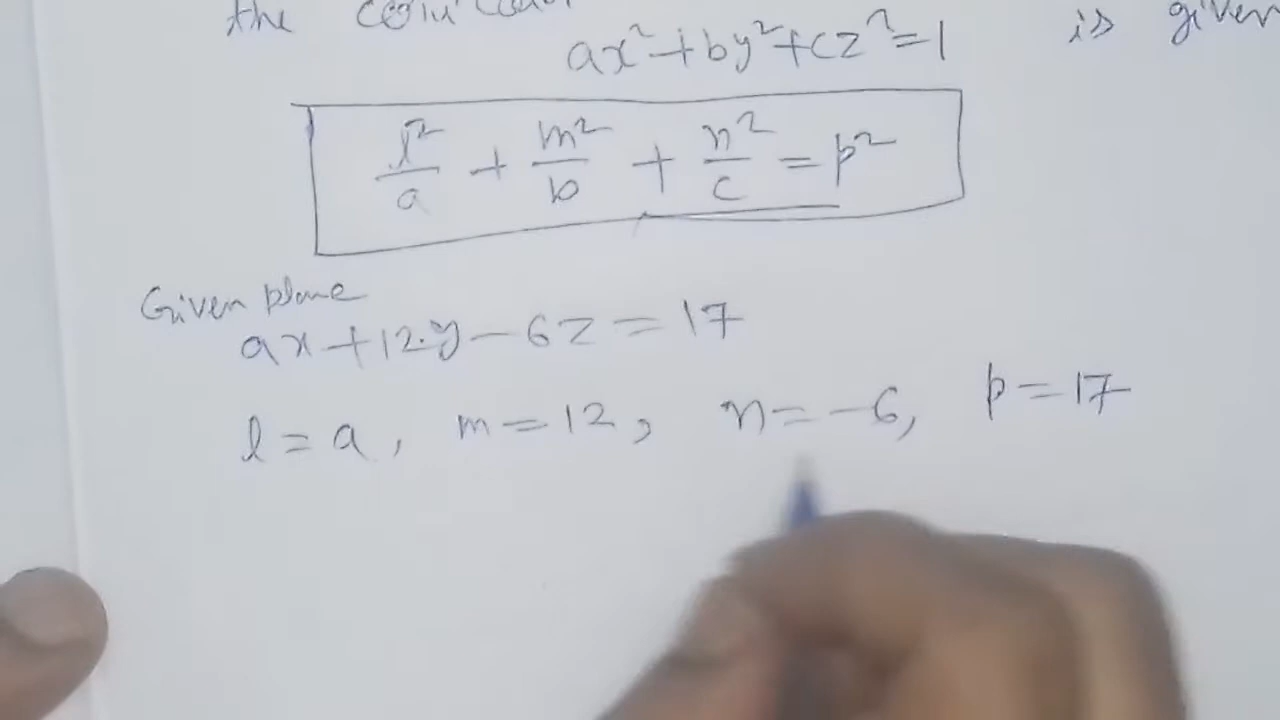 the
ax²+by²+cz²=1 is given
l²/a + m²/b + n²/c = p²
Given plane
ax+12.y-6z=17
l=a, m=12, n=-6, p=17